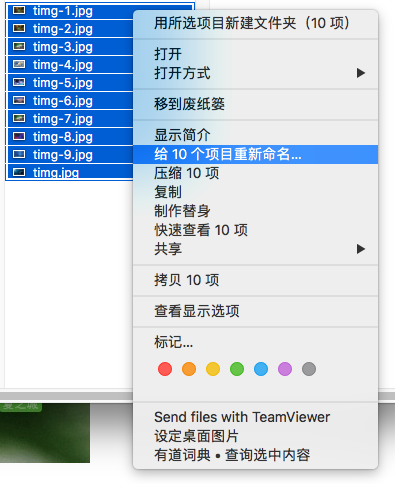 timg-1.jpg
timg-2.jpg
timg-3.jpg
timg-4.jpg
timg-5.jpg
timg-6.jpg
timg-7.jpg
timg-8.jpg
timg-9.jpg
timg.jpg
用所选项目新建文件夹（10 项）
打开
打开方式
移到废纸篓
显示简介
给 10 个项目重新命名...
压缩 10 项
复制
制作替身
快速查看 10 项
共享
拷贝 10 项
查看显示选项
标记...
Send files with TeamViewer
设定桌面图片
有道词典 • 查询选中内容